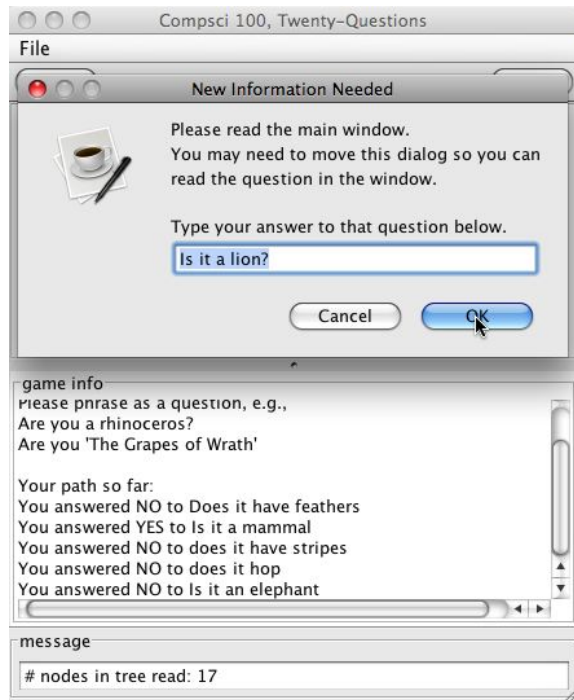 Compsci 100, Twenty-Questions
File
New Information Needed
Please read the main window.
You may need to move this dialog so you can
read the question in the window.
Type your answer to that question below.
Is it a lion?
Cancel
OK
game info
Please phrase as a question, e.g.,
Are you a rhinoceros?
Are you 'The Grapes of Wrath'
Your path so far:
You answered NO to Does it have feathers
You answered YES to Is it a mammal
You answered NO to does it have stripes
You answered NO to does it hop
You answered NO to Is it an elephant
message
# nodes in tree read: 17